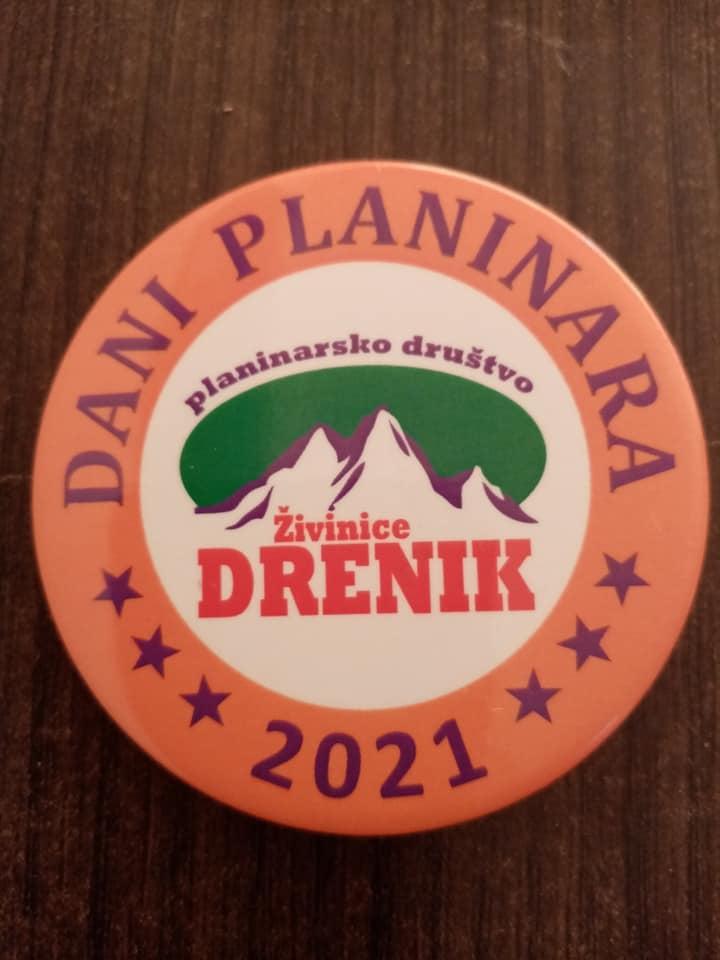 DANI PLANINARA
planinarsko društvo
Živinice
DRENIK
2021